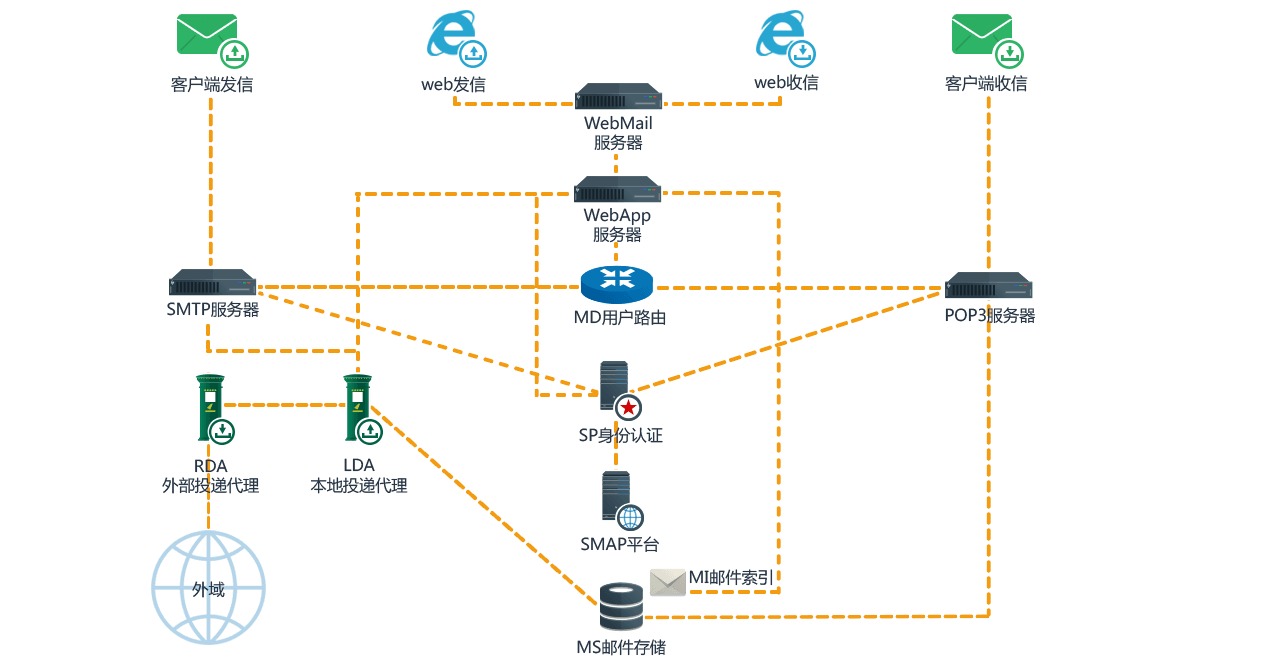 客户端发信
web发信
web收信
客户端收信
WebMail
服务器
WebApp
服务器
SMTP服务器
MD用户路由
POP3服务器
SP身份认证
RDA
外部投递代理
LDA
本地投递代理
SMAP平台
MI邮件索引
外域
MS邮件存储